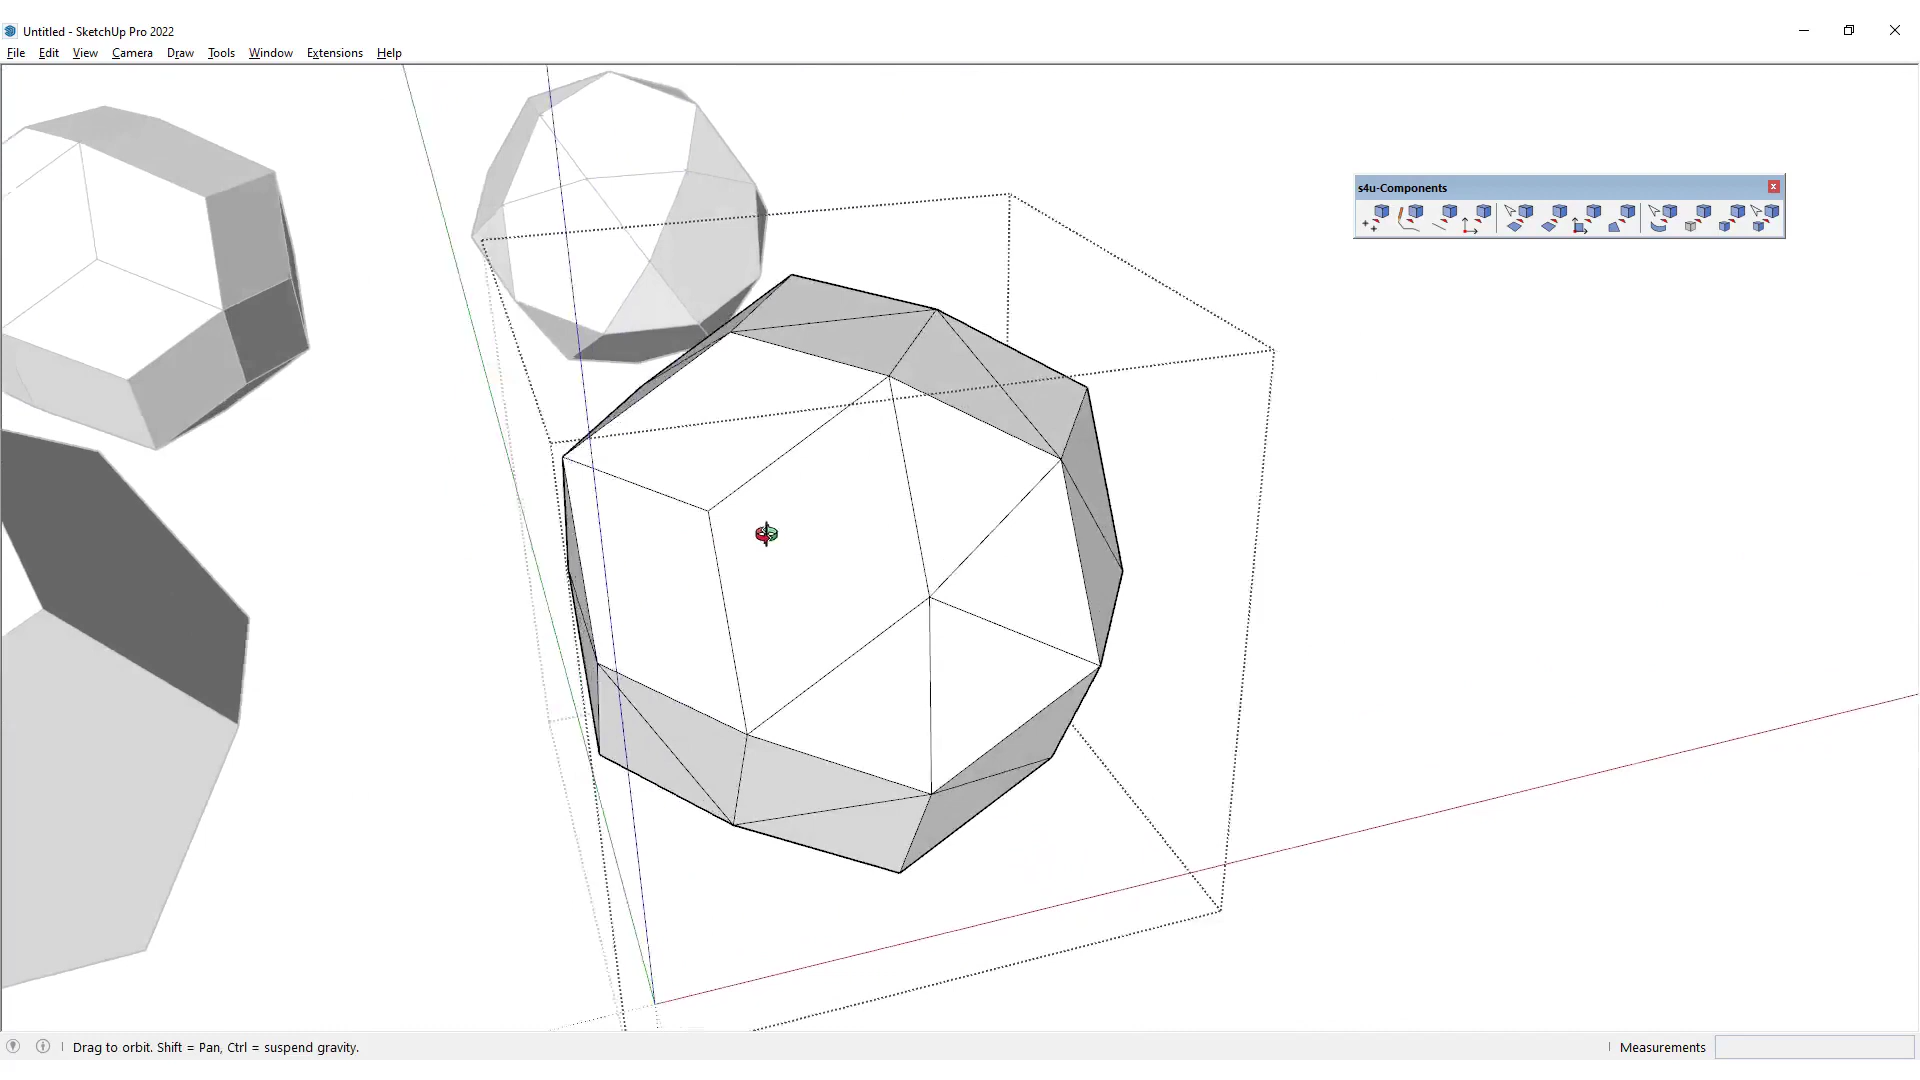 Untitled - SketchUp Pro 2022
File Edit View Camera Draw Tools Window Extensions Help
s4u-Components
Drag to orbit. Shift = Pan, Ctrl = suspend gravity.
Measurements